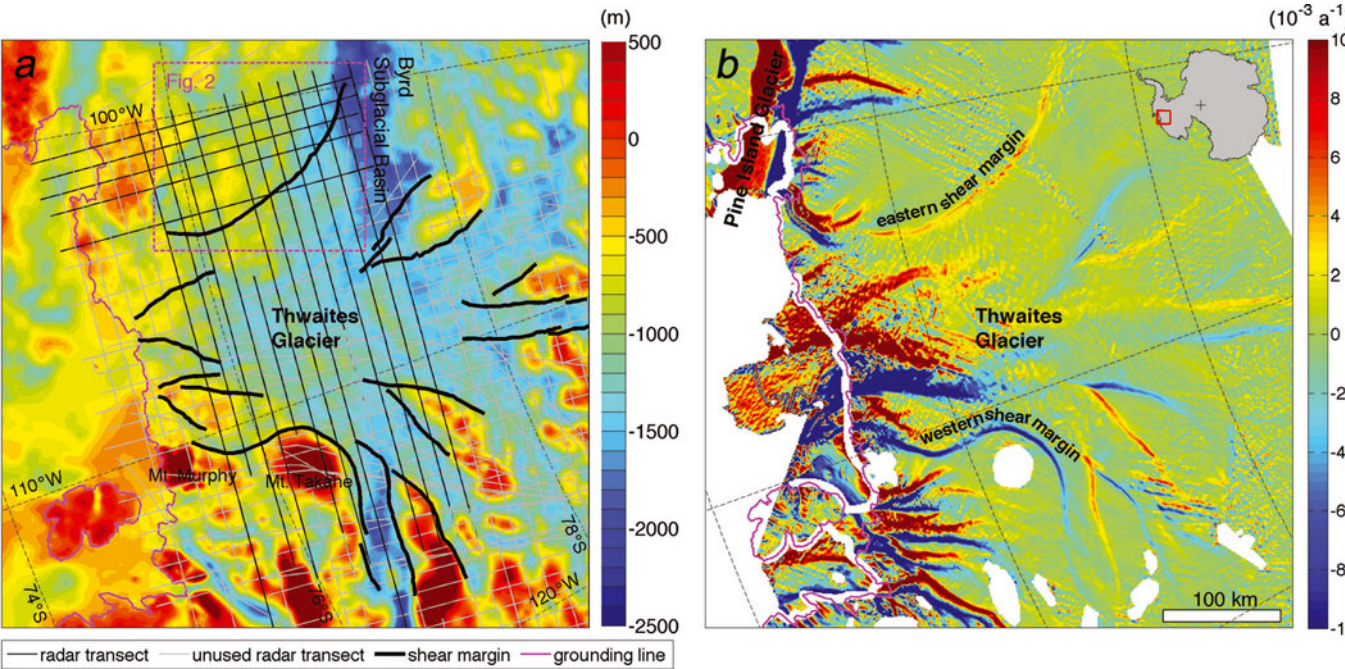 (m)
(10⁻³ a⁻¹)
a
Fig. 2
100°W
Byrd
Subglacial Basin
Thwaites
Glacier
Mt. Murphy
Mt. Takahe
110°W
74°S
76°S
78°S
120°W
500
0
-500
-1000
-1500
-2000
-2500
b
Pine Island Glacier
eastern shear margin
Thwaites
Glacier
western shear margin
100 km
10
8
6
4
2
0
-2
-4
-6
-8
-1
radar transect
unused radar transect
shear margin
grounding line